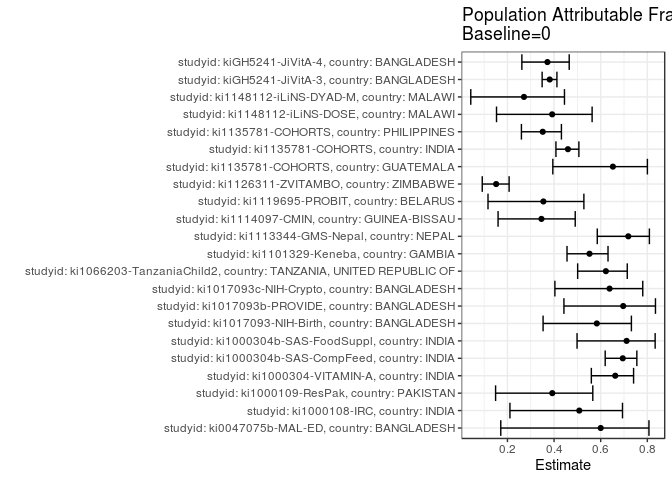 Population Attributable Fra
Baseline=0
studyid: kiGH5241-JiVitA-4, country: BANGLADESH
studyid: kiGH5241-JiVitA-3, country: BANGLADESH
studyid: ki1148112-iLiNS-DYAD-M, country: MALAWI
studyid: ki1148112-iLiNS-DOSE, country: MALAWI
studyid: ki1135781-COHORTS, country: PHILIPPINES
studyid: ki1135781-COHORTS, country: INDIA
studyid: ki1135781-COHORTS, country: GUATEMALA
studyid: ki1126311-ZVITAMBO, country: ZIMBABWE
studyid: ki1119695-PROBIT, country: BELARUS
studyid: ki1114097-CMIN, country: GUINEA-BISSAU
studyid: ki1113344-GMS-Nepal, country: NEPAL
studyid: ki1101329-Keneba, country: GAMBIA
studyid: ki1066203-TanzaniaChild2, country: TANZANIA, UNITED REPUBLIC OF
studyid: ki1017093c-NIH-Crypto, country: BANGLADESH
studyid: ki1017093b-PROVIDE, country: BANGLADESH
studyid: ki1017093-NIH-Birth, country: BANGLADESH
studyid: ki1000304b-SAS-FoodSuppl, country: INDIA
studyid: ki1000304b-SAS-CompFeed, country: INDIA
studyid: ki1000304-VITAMIN-A, country: INDIA
studyid: ki1000109-ResPak, country: PAKISTAN
studyid: ki1000108-IRC, country: INDIA
studyid: ki0047075b-MAL-ED, country: BANGLADESH
0.2 0.4 0.6 0.8
Estimate